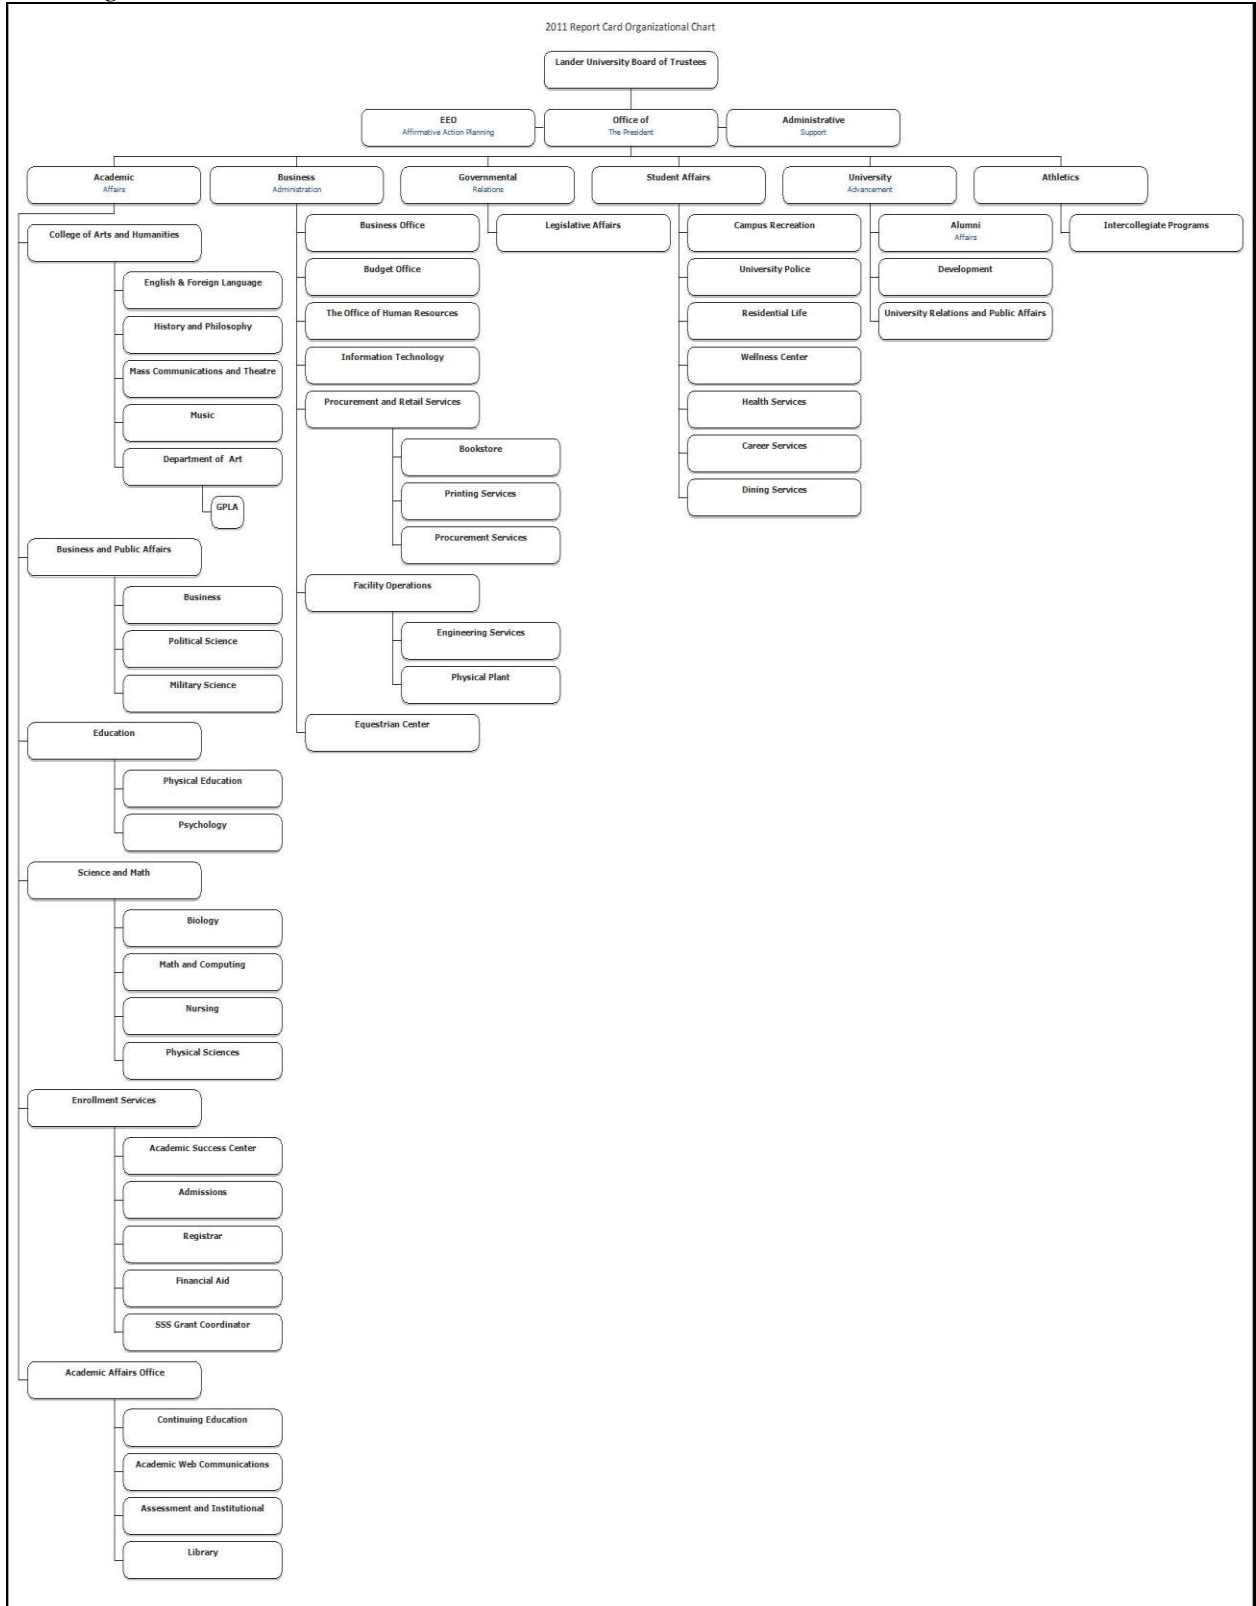 2011 Report Card Organizational Chart
Lander University Board of Trustees
EEO
Affirmative Action Planning
Office of
The President
Administrative
Support
Academic
Affairs
Business
Administration
Governmental
Relations
Student Affairs
University
Advancement
Athletics
College of Arts and Humanities
English & Foreign Language
History and Philosophy
Mass Communications and Theatre
Music
Department of Art
GPLA
Business and Public Affairs
Business
Political Science
Military Science
Education
Physical Education
Psychology
Science and Math
Biology
Math and Computing
Nursing
Physical Sciences
Enrollment Services
Academic Success Center
Admissions
Registrar
Financial Aid
SSS Grant Coordinator
Academic Affairs Office
Continuing Education
Academic Web Communications
Assessment and Institutional
Library
Business Office
Budget Office
The Office of Human Resources
Information Technology
Procurement and Retail Services
Bookstore
Printing Services
Procurement Services
Facility Operations
Engineering Services
Physical Plant
Equestrian Center
Legislative Affairs
Campus Recreation
University Police
Residential Life
Wellness Center
Health Services
Career Services
Dining Services
Alumni
Affairs
Development
University Relations and Public Affairs
Intercollegiate Programs